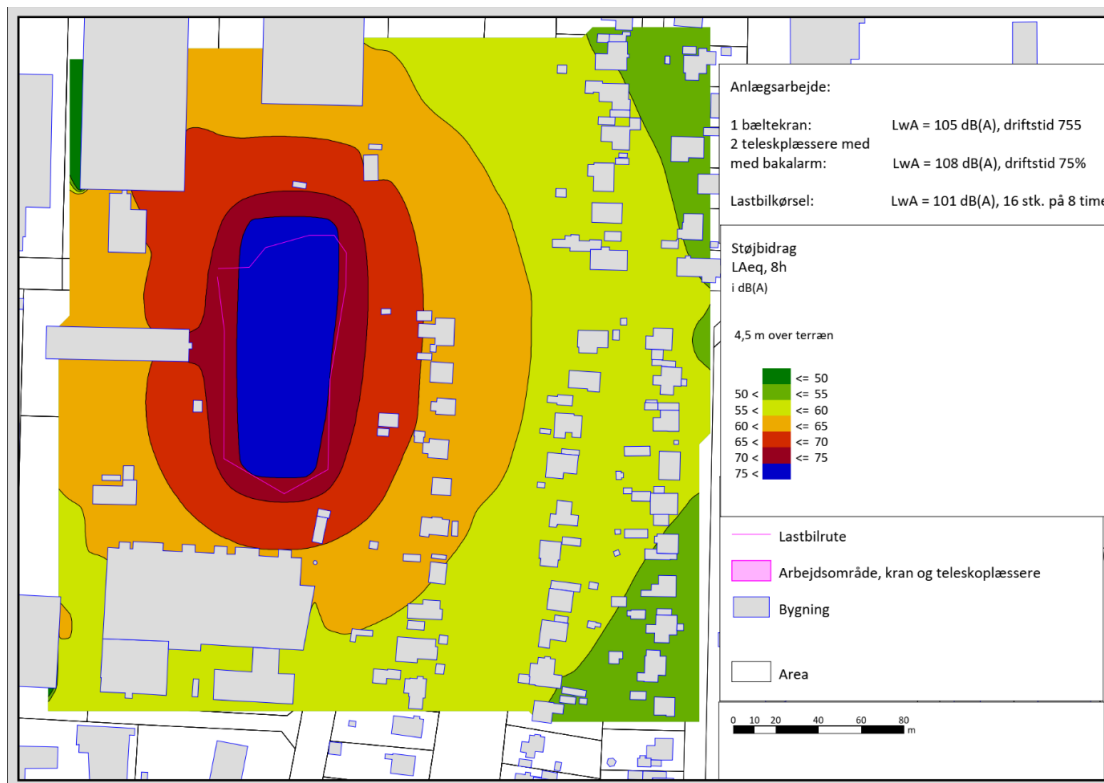 Anlægsarbejde:
1 bæltekran: LwA = 105 dB(A), driftstid 755
2 teleskplæssere med
med bakalarm: LwA = 108 dB(A), driftstid 75%
Lastbilkørsel: LwA = 101 dB(A), 16 stk. på 8 time
Støjbidrag
LAeq, 8h
i dB(A)
4,5 m over terræn
<= 50
50 < <= 55
55 < <= 60
60 < <= 65
65 < <= 70
70 < <= 75
75 <
Lastbilrute
Arbejdsområde, kran og teleskoplæssere
Bygning
Area
0 10 20 40 60 80
m